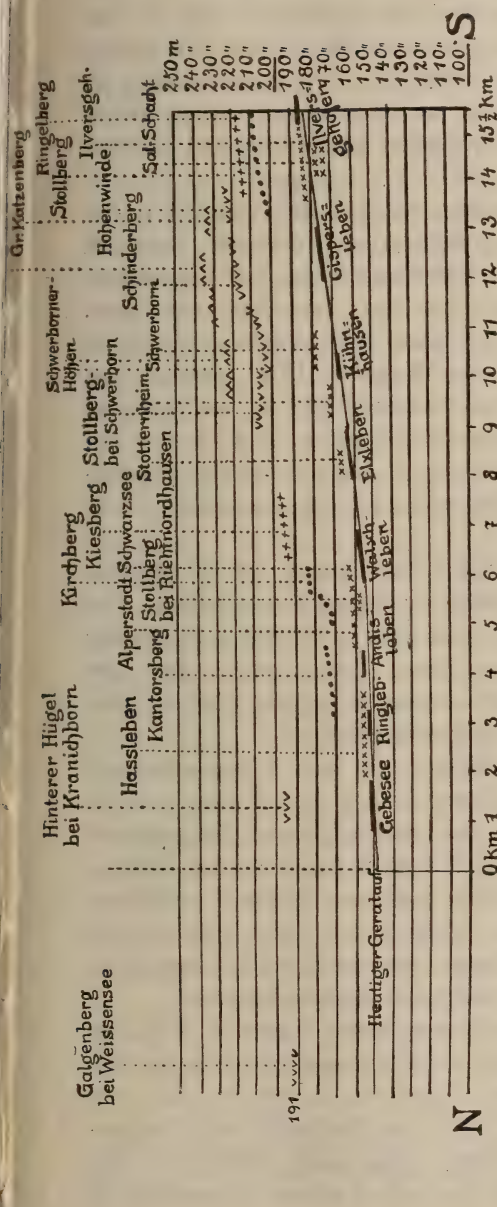 Galgenberg
bei Weissensee
Hinterer Hügel
bei Kranichborn
Hassleben
Kantorsberg
Kirchberg
Kiesberg
Alperstadt Schwarzsee
Stollberg
bei Riethnordhausen
Schwerborner-
Höhen
Stollberg-
bei Schwerborn
Stotternheim
Schwerborn
Gr. Katzenberg
Ringelberg
Stollberg
Hohenwinde
Schinderberg
Ilversgeh.
Sal. Schacht
250 m
240 "
230 "
220 "
210 "
200 "
190 "
180 "
170 "
160 "
150 "
140 "
130 "
120 "
110 "
100 "
191
Heutiger Geralauf
Gebesee
Ringleb.
Andis-
leben
Walsch-
leben
Elxleben
Kühn-
hausen
Gispers-
leben
Ilvers-
gehofen
N
S
0 km 1 2 3 4 5 6 7 8 9 10 11 12 13 14 15½ km